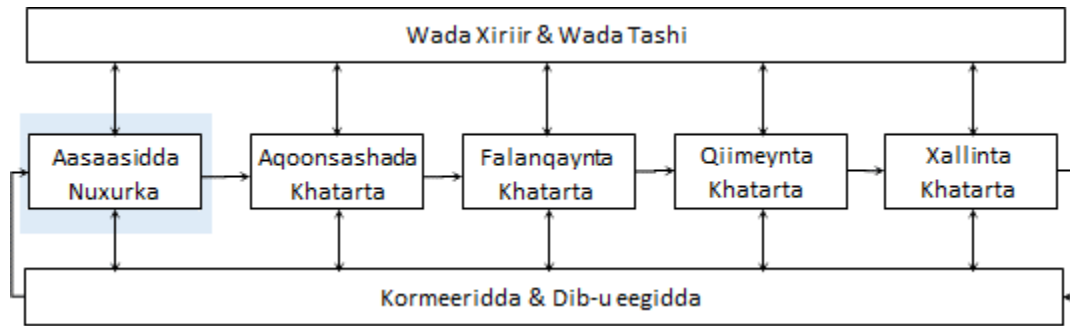 Wada Xiriir & Wada Tashi
Aasaasidda
Nuxurka
Aqoonsashada
Khatarta
Falanqaynta
Khatarta
Qiimeynta
Khatarta
Xallinta
Khatarta
Kormeeridda & Dib-u eegidda